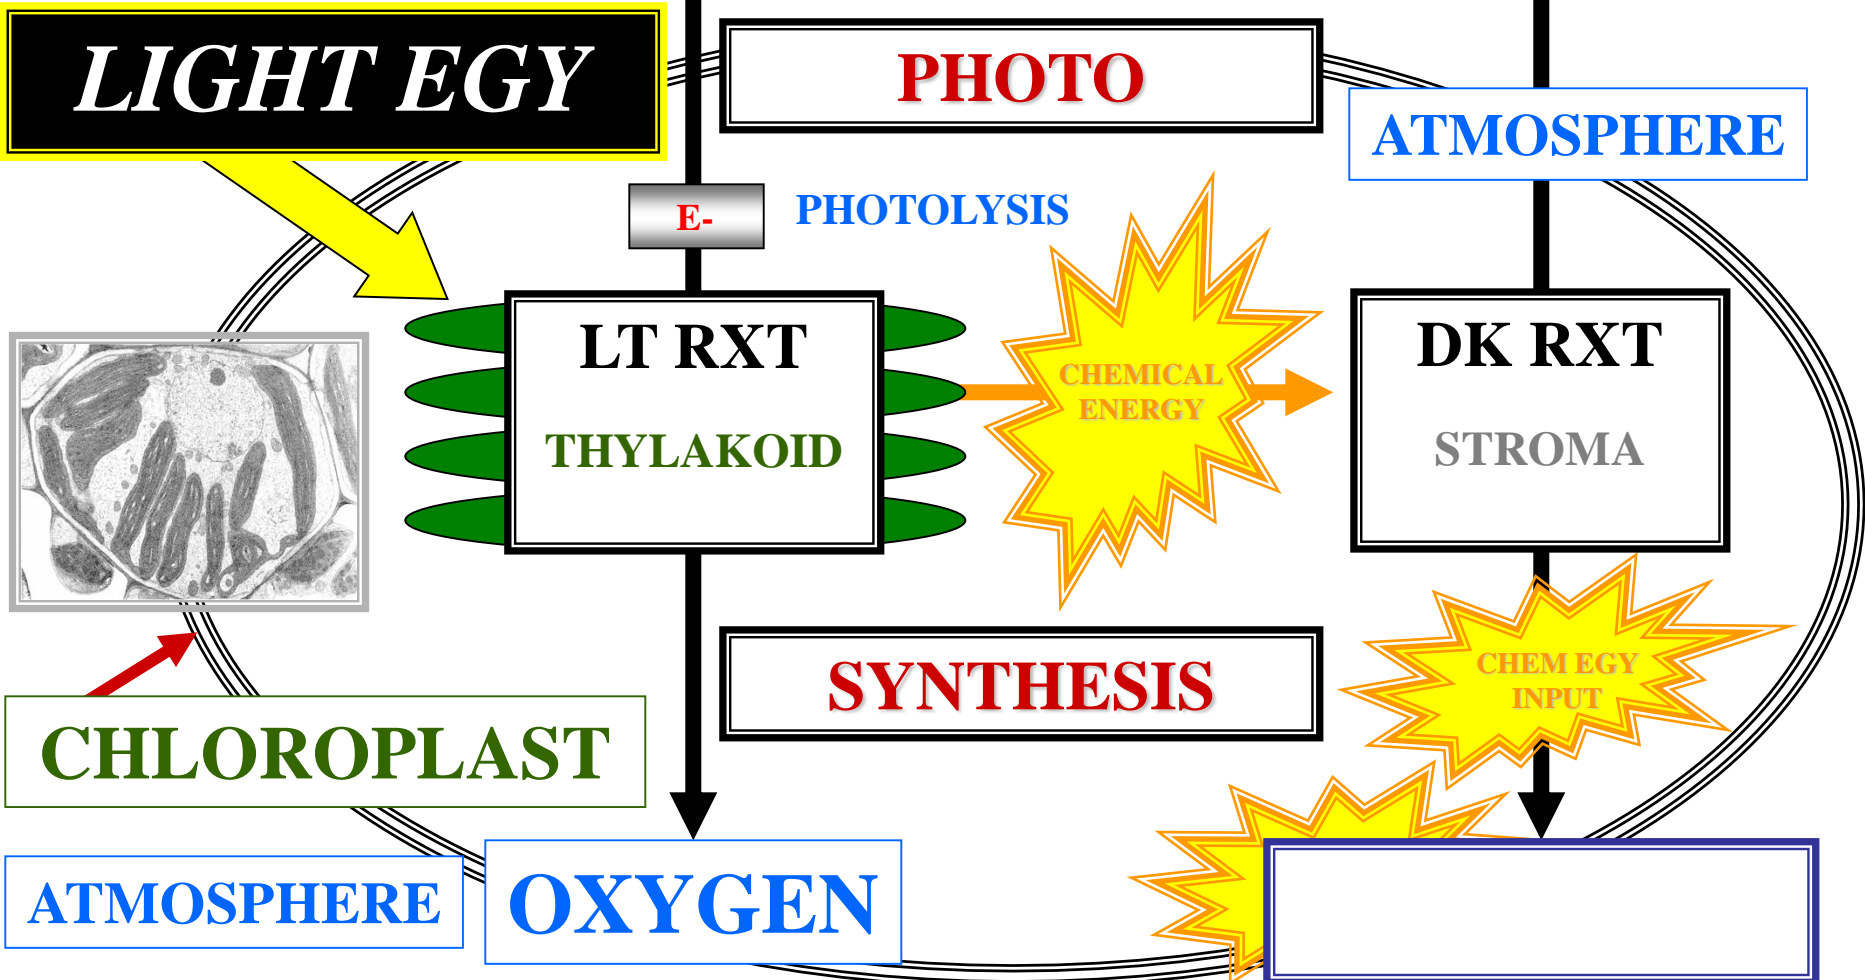 LIGHT EGY
PHOTO
ATMOSPHERE
E-
PHOTOLYSIS
LT RXT
THYLAKOID
CHEMICAL
ENERGY
DK RXT
STROMA
SYNTHESIS
CHEM EGY
INPUT
CHLOROPLAST
ATMOSPHERE
OXYGEN